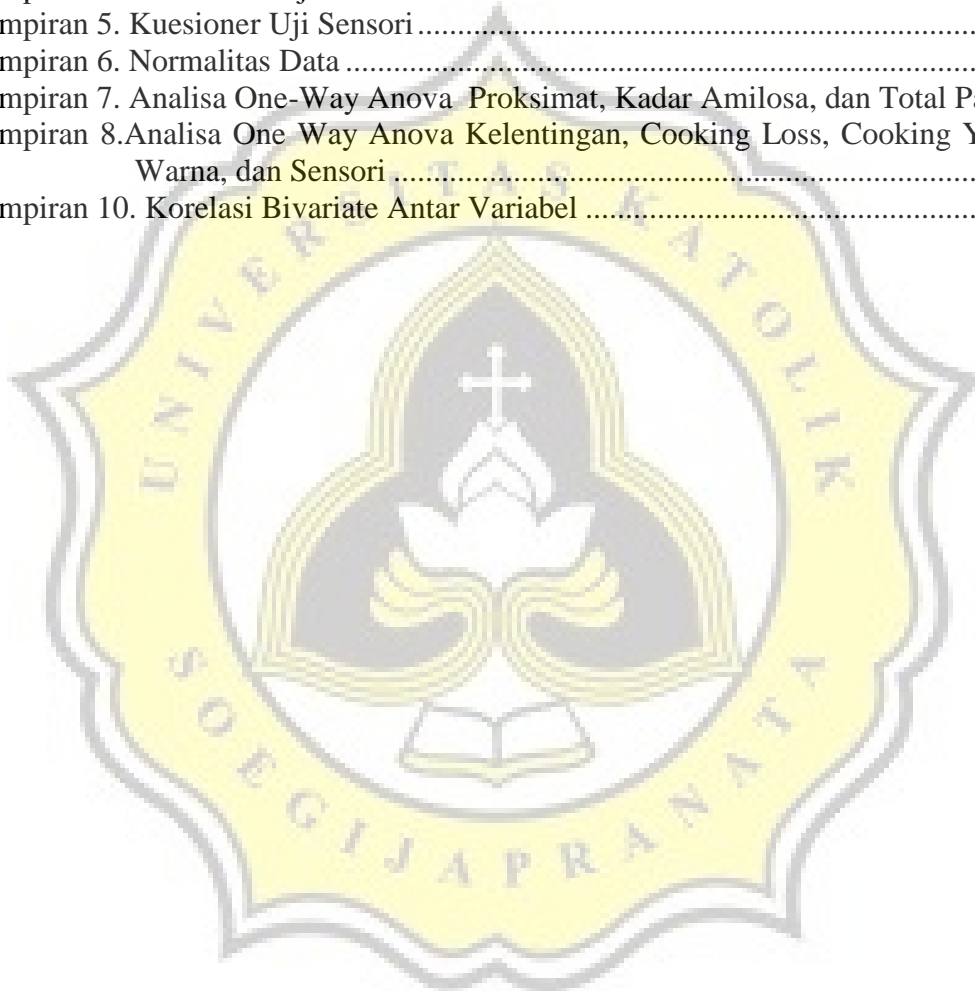 mpiran 5. Kuesioner Uji Sensori ........................................................................
mpiran 6. Normalitas Data .................................................................................
mpiran 7. Analisa One-Way Anova  Proksimat, Kadar Amilosa, dan Total Pa
mpiran 8.Analisa One Way Anova Kelentingan, Cooking Loss, Cooking Y
Warna, dan Sensori ...........................................................................
mpiran 10. Korelasi Bivariate Antar Variabel ..................................................
UNIVERSITAS KATOLIK
SOEGIJAPRANATA